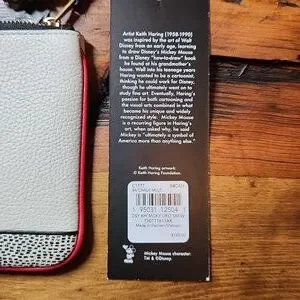 Artist Keith Haring (1958-1990)
was inspired by the art of Walt
Disney from an early age, learning
to draw Disney's Mickey Mouse
from a Disney "how-to-draw" book
he found at his grandmother's
house. Well into his teenage years
Haring wanted to be a cartoonist,
thinking he could work for Disney,
though he ultimately went on to
study fine art. Eventually, Haring's
passion for both cartooning and
the visual arts combined in what
became his unique and widely
recognized style. Mickey Mouse
is a recurring figure in Haring's
art, when asked why, he said
Mickey is "ultimately a symbol of
America more than anything else."
Keith Haring artwork:
© Keith Haring Foundation.
Made in
Mickey Mouse character:
TM & ©Disney.